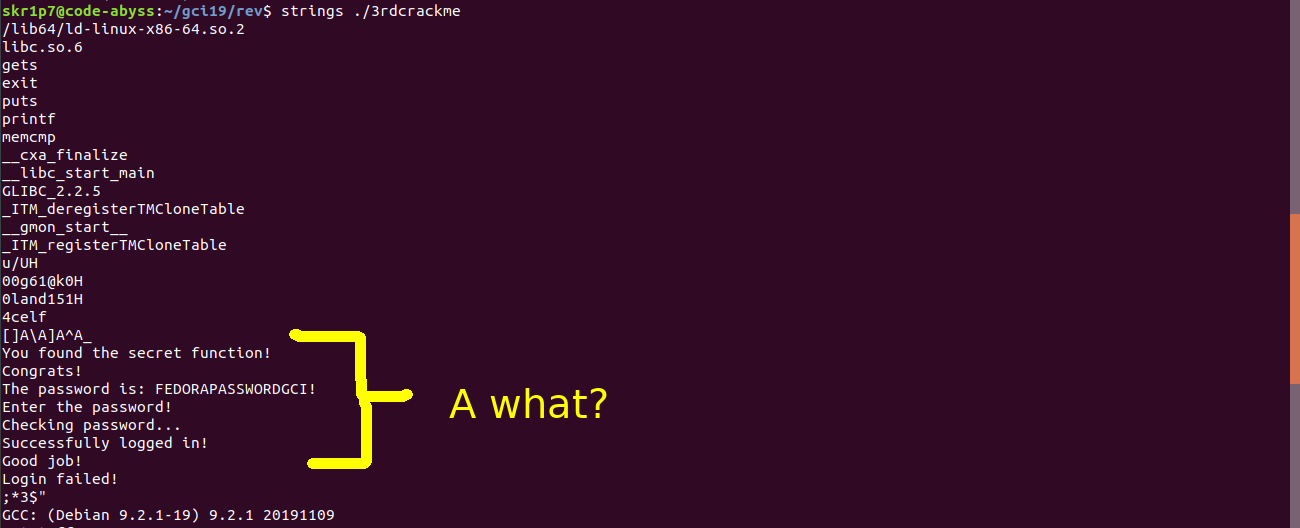 skr1p7@code-abyss:~/gci19/rev$ strings ./3rdcrackme
/lib64/ld-linux-x86-64.so.2
libc.so.6
gets
exit
puts
printf
memcmp
__cxa_finalize
__libc_start_main
GLIBC_2.2.5
_ITM_deregisterTMCloneTable
__gmon_start__
_ITM_registerTMCloneTable
u/UH
00g61@k0H
0land151H
4celf
[]A\A]A^A_
You found the secret function!
Congrats!
The password is: FEDORAPASSWORDGCI!
Enter the password!
Checking password...
Successfully logged in!
Good job!
Login failed!
;*3$"
GCC: (Debian 9.2.1-19) 9.2.1 20191109
A what?